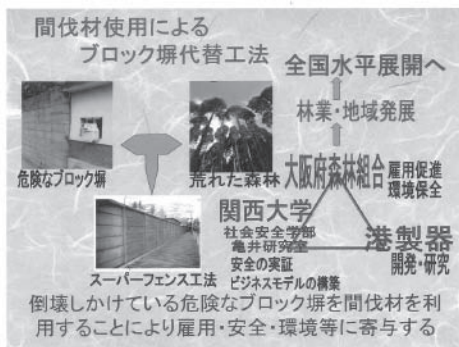 間伐材使用による
ブロック塀代替工法
危険なブロック塀
荒れた森林
スーパーフェンス工法
全国水平展開へ
林業・地域発展
大阪府森林組合
雇用促進
環境保全
関西大学
社会安全学部
亀井研究室
安全の実証
ビジネスモデルの構築
港製器
開発・研究
倒壊しかけている危険なブロック塀を間伐材を利
用することにより雇用・安全・環境等に寄与する